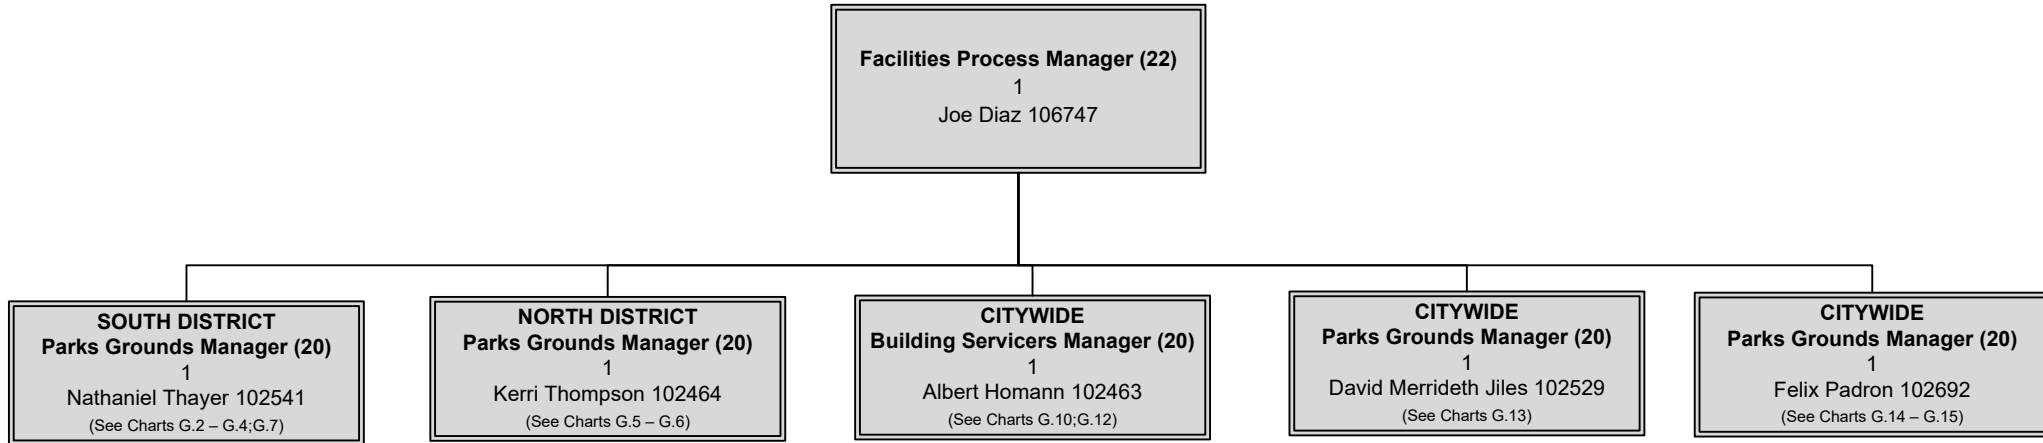 Facilities Process Manager (22)
1
Joe Diaz 106747
SOUTH DISTRICT
Parks Grounds Manager (20)
1
Nathaniel Thayer 102541
(See Charts G.2 – G.4;G.7)
NORTH DISTRICT
Parks Grounds Manager (20)
1
Kerri Thompson 102464
(See Charts G.5 – G.6)
CITYWIDE
Building Servicers Manager (20)
1
Albert Homann 102463
(See Charts G.10;G.12)
CITYWIDE
Parks Grounds Manager (20)
1
David Merrideth Jiles 102529
(See Charts G.13)
CITYWIDE
Parks Grounds Manager (20)
1
Felix Padron 102692
(See Charts G.14 – G.15)